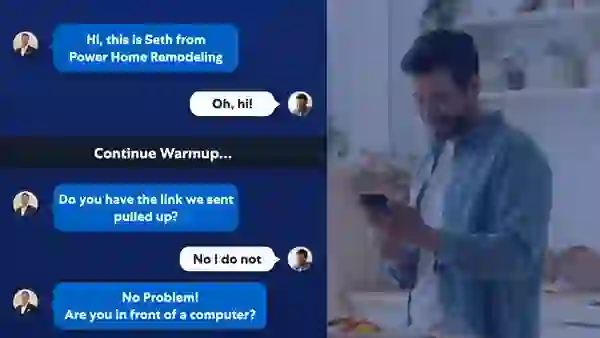 Hi, this is Seth from
Power Home Remodeling
Oh, hi!
Continue Warmup...
Do you have the link we sent
pulled up?
No I do not
No Problem!
Are you in front of a computer?